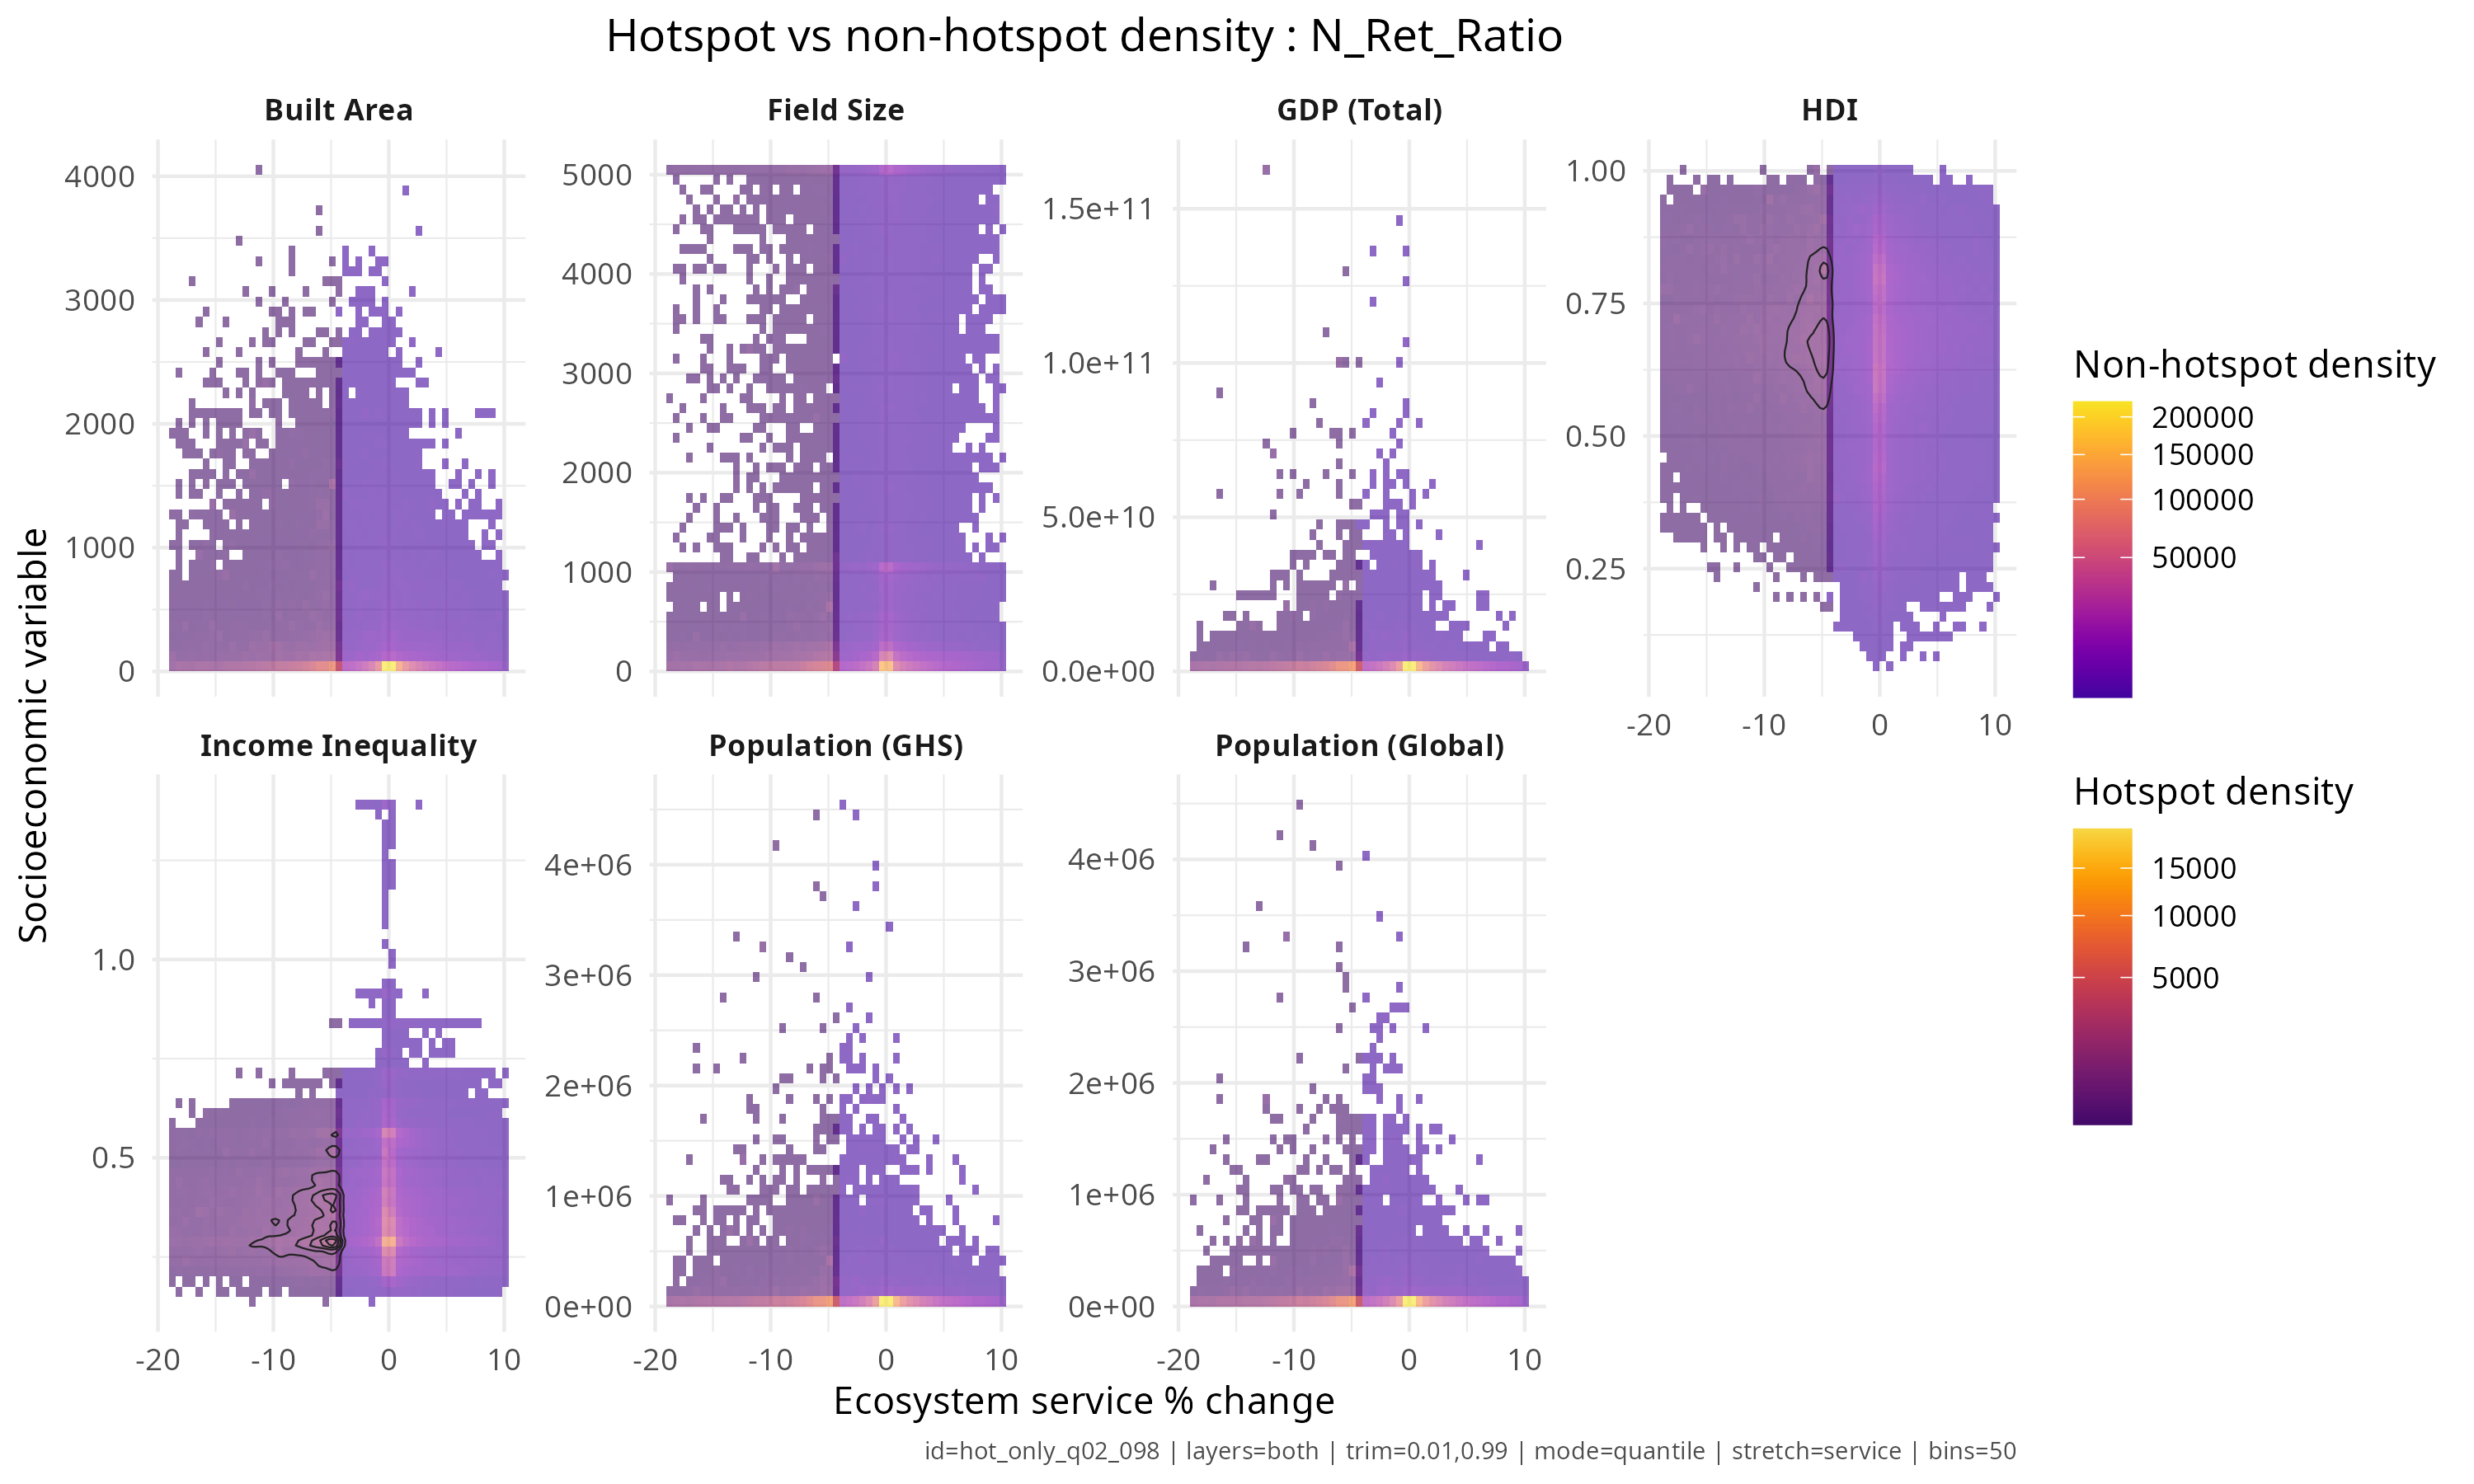 Hotspot vs non-hotspot density : N_Ret_Ratio
Built Area
Field Size
GDP (Total)
HDI
4000
3000
2000
1000
0
5000
4000
3000
2000
1000
0
1.5e+11
1.0e+11
5.0e+10
0.0e+00
1.00
0.75
0.50
0.25
-20 -10 0 10
Income Inequality
Population (GHS)
Population (Global)
1.0
0.5
4e+06
3e+06
2e+06
1e+06
0e+00
4e+06
3e+06
2e+06
1e+06
0e+00
-20 -10 0 10
-20 -10 0 10
-20 -10 0 10
Socioeconomic variable
Ecosystem service % change
Non-hotspot density
200000
150000
100000
50000
Hotspot density
15000
10000
5000
id=hot_only_q02_098 | layers=both | trim=0.01,0.99 | mode=quantile | stretch=service | bins=50